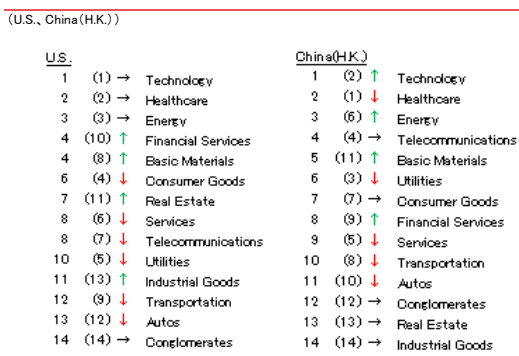 (U.S.、China(H.K.))
U.S.
1 (1) → Technology
2 (2) → Healthcare
3 (3) → Energy
4 (10) ↑ Financial Services
4 (8) ↑ Basic Materials
6 (4) ↓ Consumer Goods
7 (11) ↑ Real Estate
8 (6) ↓ Services
8 (7) ↓ Telecommunications
10 (5) ↓ Utilities
11 (13) ↑ Industrial Goods
12 (9) ↓ Transportation
13 (12) ↓ Autos
14 (14) → Conglomerates
China(H.K.)
1 (2) ↑ Technology
2 (1) ↓ Healthcare
3 (6) ↑ Energy
4 (4) → Telecommunications
5 (11) ↑ Basic Materials
6 (3) ↓ Utilities
7 (7) → Consumer Goods
8 (9) ↑ Financial Services
9 (5) ↓ Services
10 (8) ↓ Transportation
11 (10) ↓ Autos
12 (12) → Conglomerates
13 (13) → Real Estate
14 (14) → Industrial Goods